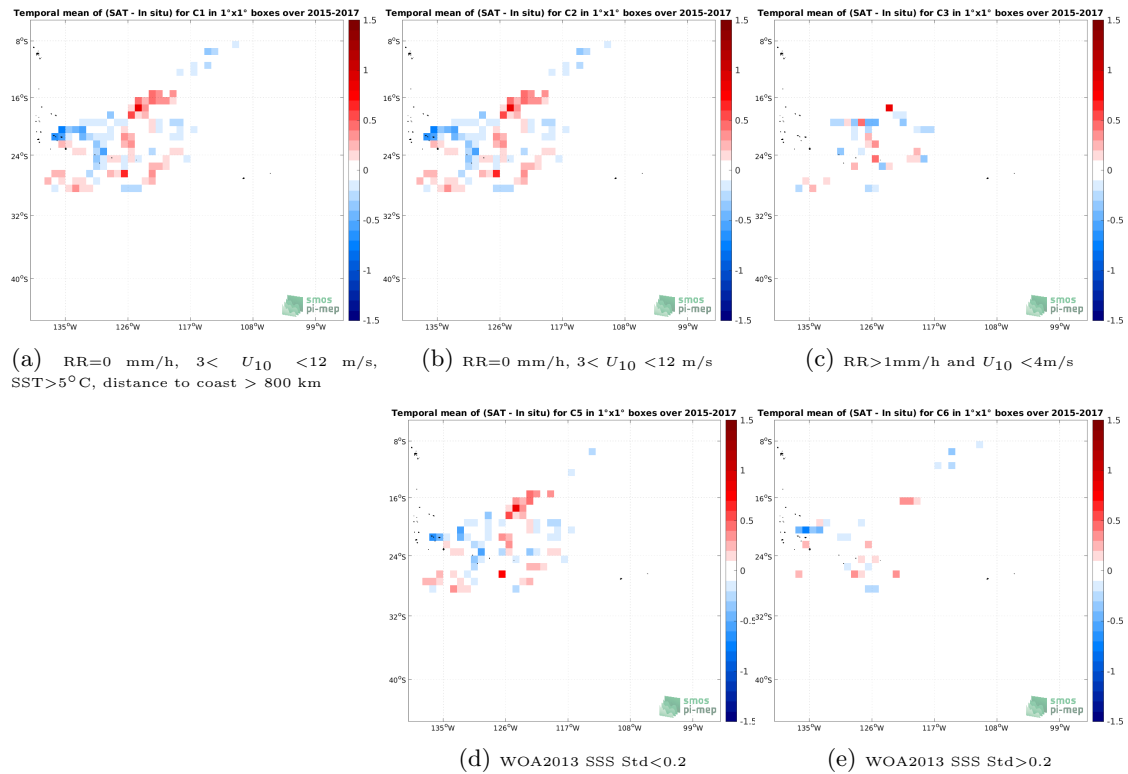 Temporal mean of (SAT - In situ) for C1 in 1°x1° boxes over 2015-2017
8°S
16°S
24°S
32°S
40°S
135°W 126°W 117°W 108°W 99°W
1.5
1
0.5
0
-0.5
-1
-1.5
smos
pi-mep
(a) RR=0 mm/h, 3< U10 <12 m/s,
SST>5°C, distance to coast > 800 km
Temporal mean of (SAT - In situ) for C2 in 1°x1° boxes over 2015-2017
8°S
16°S
24°S
32°S
40°S
135°W 126°W 117°W 108°W 99°W
1.5
1
0.5
0
-0.5
-1
-1.5
smos
pi-mep
(b) RR=0 mm/h, 3< U10 <12 m/s
Temporal mean of (SAT - In situ) for C3 in 1°x1° boxes over 2015-2017
8°S
16°S
24°S
32°S
40°S
135°W 126°W 117°W 108°W 99°W
1.5
1
0.5
0
-0.5
-1
-1.5
smos
pi-mep
(c) RR>1mm/h and U10 <4m/s
Temporal mean of (SAT - In situ) for C5 in 1°x1° boxes over 2015-2017
8°S
16°S
24°S
32°S
40°S
135°W 126°W 117°W 108°W 99°W
1.5
1
0.5
0
-0.5
-1
-1.5
smos
pi-mep
(d) WOA2013 SSS Std<0.2
Temporal mean of (SAT - In situ) for C6 in 1°x1° boxes over 2015-2017
8°S
16°S
24°S
32°S
40°S
135°W 126°W 117°W 108°W 99°W
1.5
1
0.5
0
-0.5
-1
-1.5
smos
pi-mep
(e) WOA2013 SSS Std>0.2